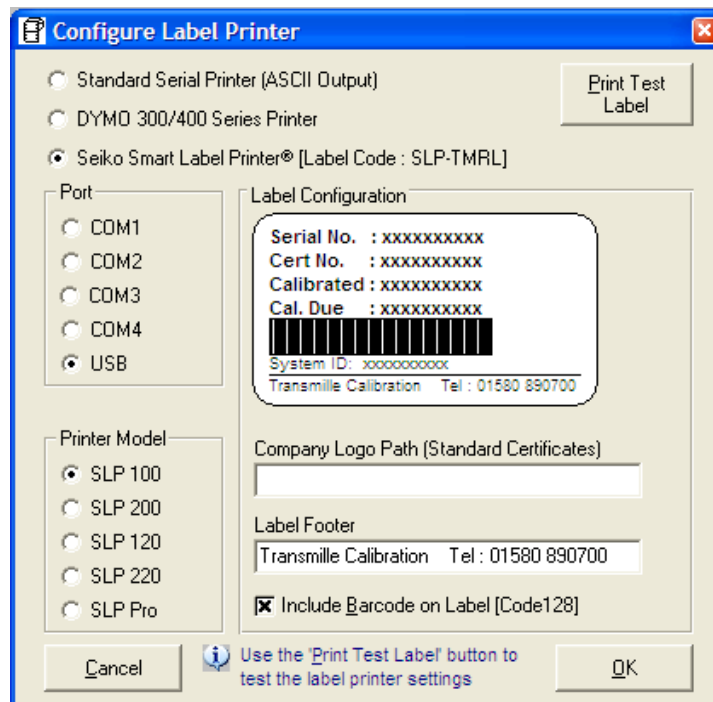 Configure Label Printer
Standard Serial Printer (ASCII Output)
Print Test
Label
DYMO 300/400 Series Printer
Seiko Smart Label Printer® [Label Code : SLP-TMRL]
Port
COM1
COM2
COM3
COM4
USB
Label Configuration
Serial No. : xxxxxxxxxx
Cert No. : xxxxxxxxxx
Calibrated : xxxxxxxxxx
Cal. Due : xxxxxxxxxx
System ID: xxxxxxxxxx
Transmille Calibration Tel : 01580 890700
Printer Model
SLP 100
SLP 200
SLP 120
SLP 220
SLP Pro
Company Logo Path (Standard Certificates)
Label Footer
Transmille Calibration Tel : 01580 890700
Include Barcode on Label [Code128]
Cancel
Use the 'Print Test Label' button to
test the label printer settings
OK